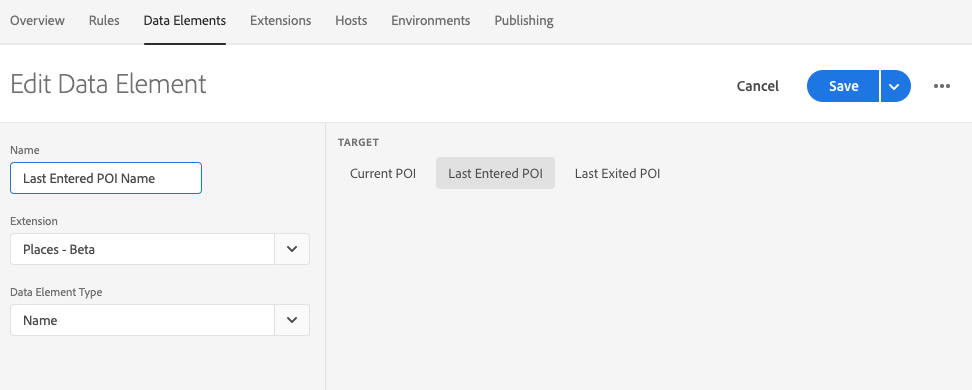 Overview Rules Data Elements Extensions Hosts Environments Publishing
Edit Data Element
Cancel Save
Name
Last Entered POI Name
Extension
Places - Beta
Data Element Type
Name
TARGET
Current POI Last Entered POI Last Exited POI